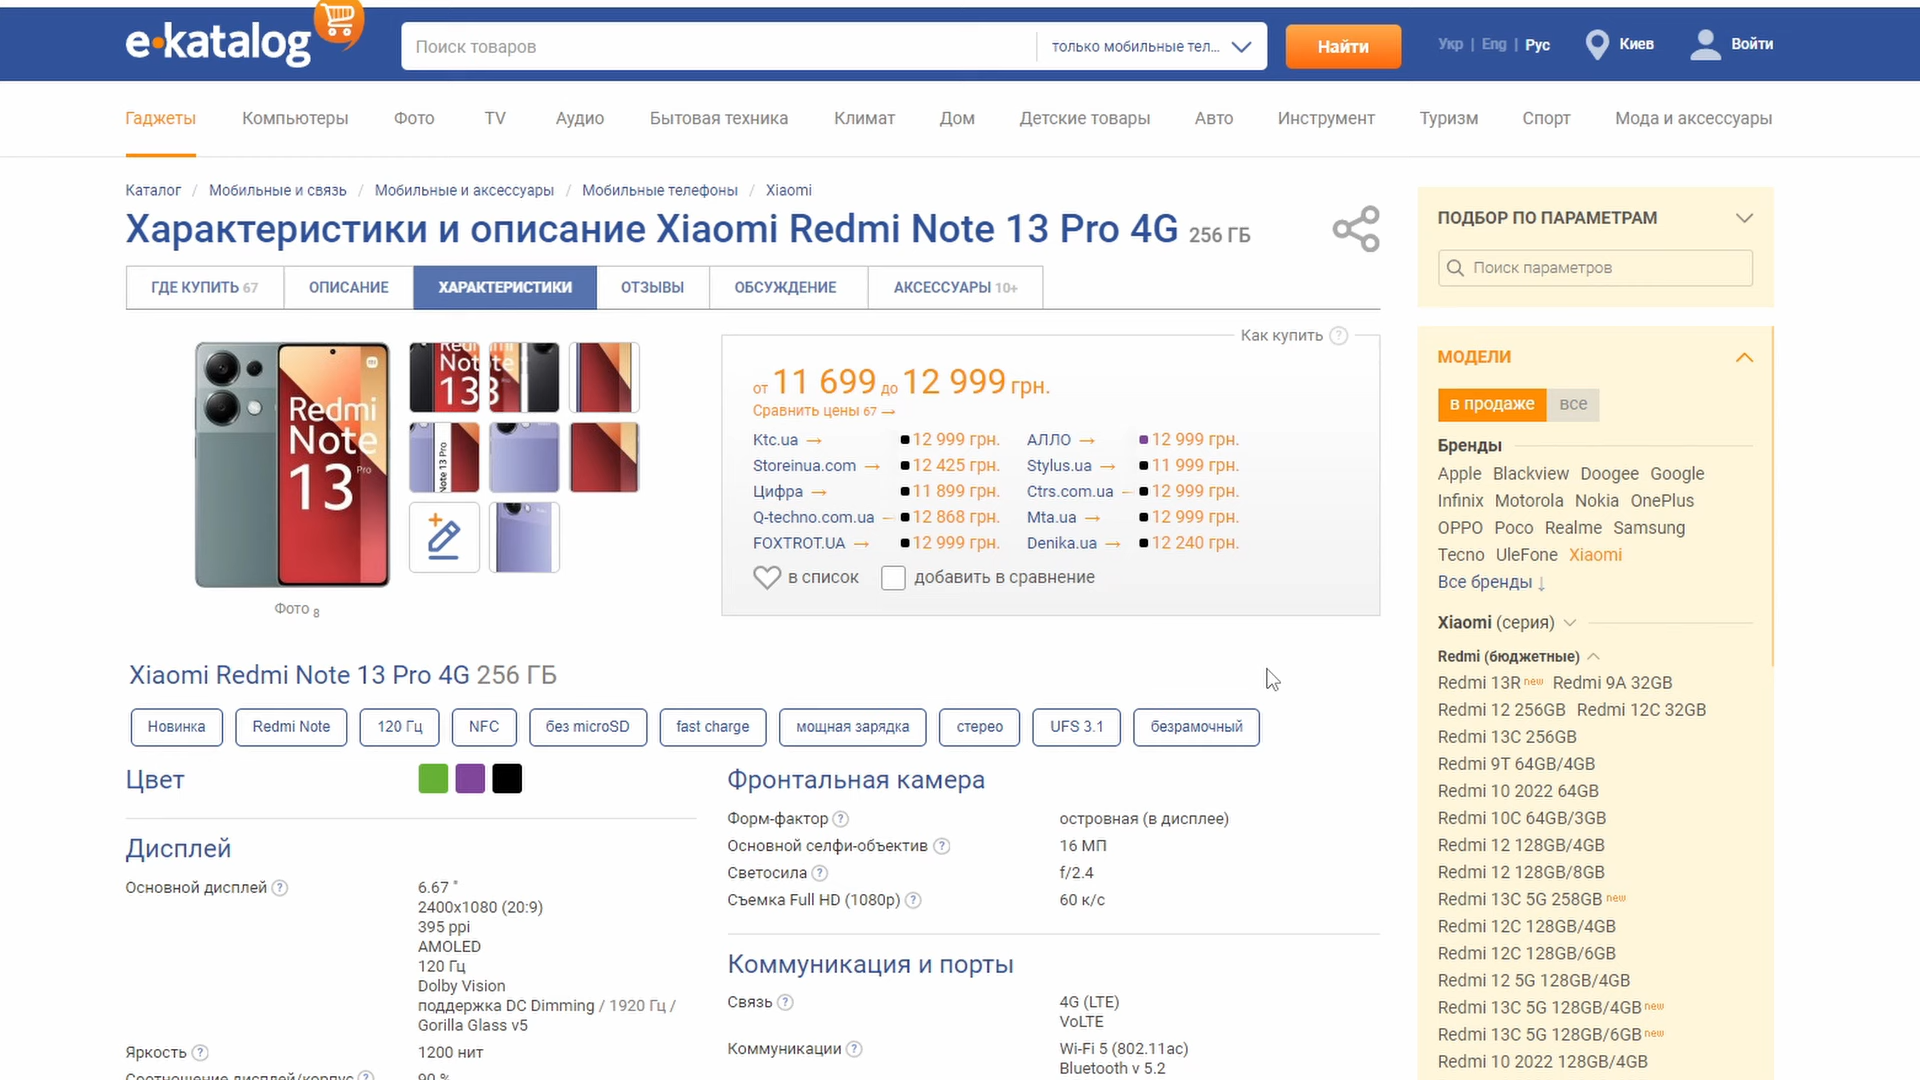 e·katalog
Поиск товаров
только мобильные тел...
Найти
Укр | Eng | Рус
Киев
Войти
Гаджеты Компьютеры Фото TV Аудио Бытовая техника Климат Дом Детские товары Авто Инструмент Туризм Спорт Мода и аксессуары
Каталог / Мобильные и связь / Мобильные и аксессуары / Мобильные телефоны / Xiaomi
Характеристики и описание Xiaomi Redmi Note 13 Pro 4G 256 ГБ
ГДЕ КУПИТЬ 67 ОПИСАНИЕ ХАРАКТЕРИСТИКИ ОТЗЫВЫ ОБСУЖДЕНИЕ АКСЕССУАРЫ 10+
Redmi
Note
13 Pro
Note 13 Pro
Фото 8
Как купить ?
от 11 699 до 12 999 грн.
Сравнить цены 67 →
Ktc.ua → 12 999 грн. АЛЛО → 12 999 грн.
Storeinua.com → 12 425 грн. Stylus.ua → 11 999 грн.
Цифра → 11 899 грн. Ctrs.com.ua → 12 999 грн.
Q-techno.com.ua → 12 868 грн. Mta.ua → 12 999 грн.
FOXTROT.UA → 12 999 грн. Denika.ua → 12 240 грн.
в список добавить в сравнение
Xiaomi Redmi Note 13 Pro 4G 256 ГБ
Новинка Redmi Note 120 Гц NFC без microSD fast charge мощная зарядка стерео UFS 3.1 безрамочный
Цвет
Дисплей
Основной дисплей ?
6.67 "
2400x1080 (20:9)
395 ppi
AMOLED
120 Гц
Dolby Vision
поддержка DC Dimming / 1920 Гц /
Gorilla Glass v5
Яркость ? 1200 нит
Соотношение дисплей/корпус ? 90 %
Фронтальная камера
Форм-фактор ? островная (в дисплее)
Основной селфи-объектив ? 16 МП
Светосила ? f/2.4
Съемка Full HD (1080p) ? 60 к/с
Коммуникация и порты
Связь ? 4G (LTE)
VoLTE
Коммуникации ? Wi-Fi 5 (802.11ac)
Bluetooth v 5.2
ПОДБОР ПО ПАРАМЕТРАМ
Поиск параметров
МОДЕЛИ
в продаже все
Бренды
Apple Blackview Doogee Google
Infinix Motorola Nokia OnePlus
OPPO Poco Realme Samsung
Tecno UleFone Xiaomi
Все бренды ↓
Xiaomi (серия)
Redmi (бюджетные)
Redmi 13R new Redmi 9A 32GB
Redmi 12 256GB Redmi 12C 32GB
Redmi 13C 256GB
Redmi 9T 64GB/4GB
Redmi 10 2022 64GB
Redmi 10C 64GB/3GB
Redmi 12 128GB/4GB
Redmi 12 128GB/8GB
Redmi 13C 5G 258GB new
Redmi 12C 128GB/4GB
Redmi 12C 128GB/6GB
Redmi 12 5G 128GB/4GB
Redmi 13C 5G 128GB/4GB new
Redmi 13C 5G 128GB/6GB new
Redmi 10 2022 128GB/4GB